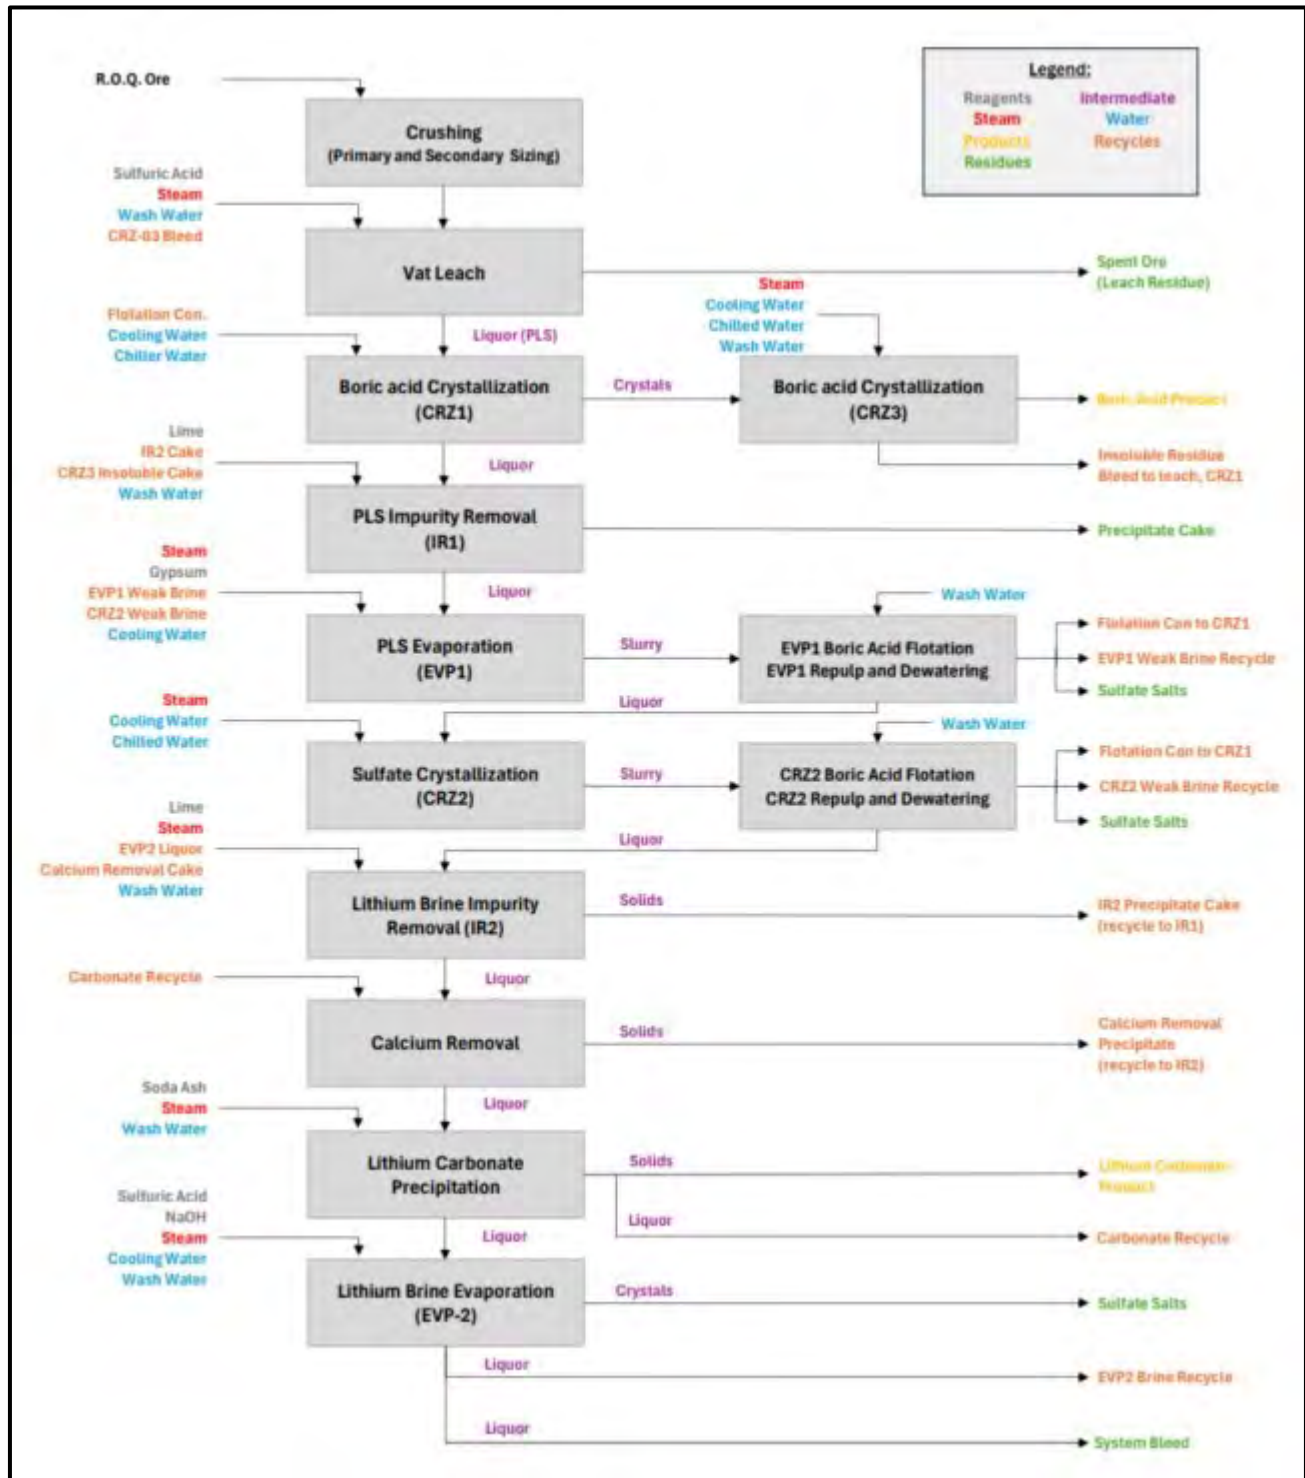 Legend:
Reagents
Intermediate
Steam
Water
Products
Recycles
Residues
R.O.Q. Ore
Crushing
(Primary and Secondary Sizing)
Sulfuric Acid
Steam
Wash Water
CRZ-03 Bleed
Vat Leach
Spent Ore
(Leach Residue)
Flotation Con.
Cooling Water
Chiller Water
Liquor (PLS)
Steam
Cooling Water
Chilled Water
Wash Water
Boric acid Crystallization
(CRZ1)
Crystals
Boric acid Crystallization
(CRZ3)
Boric Acid Product
Insoluble Residue
Bleed to leach, CRZ1
Lime
IR2 Cake
CRZ3 Insoluble Cake
Wash Water
Liquor
PLS Impurity Removal
(IR1)
Precipitate Cake
Steam
Gypsum
EVP1 Weak Brine
CRZ2 Weak Brine
Cooling Water
Liquor
Wash Water
PLS Evaporation
(EVP1)
Slurry
EVP1 Boric Acid Flotation
EVP1 Repulp and Dewatering
Flotation Con to CRZ1
EVP1 Weak Brine Recycle
Sulfate Salts
Steam
Cooling Water
Chilled Water
Liquor
Wash Water
Sulfate Crystallization
(CRZ2)
Slurry
CRZ2 Boric Acid Flotation
CRZ2 Repulp and Dewatering
Flotation Con to CRZ1
CRZ2 Weak Brine Recycle
Sulfate Salts
Lime
Steam
EVP2 Liquor
Calcium Removal Cake
Wash Water
Liquor
Lithium Brine Impurity
Removal (IR2)
Solids
IR2 Precipitate Cake
(recycle to IR1)
Carbonate Recycle
Liquor
Calcium Removal
Solids
Calcium Removal
Precipitate
(recycle to IR2)
Soda Ash
Steam
Wash Water
Liquor
Lithium Carbonate
Precipitation
Solids
Lithium Carbonate
Product
Liquor
Carbonate Recycle
Sulfuric Acid
NaOH
Steam
Cooling Water
Wash Water
Liquor
Lithium Brine Evaporation
(EVP-2)
Crystals
Sulfate Salts
Liquor
EVP2 Brine Recycle
Liquor
System Bleed